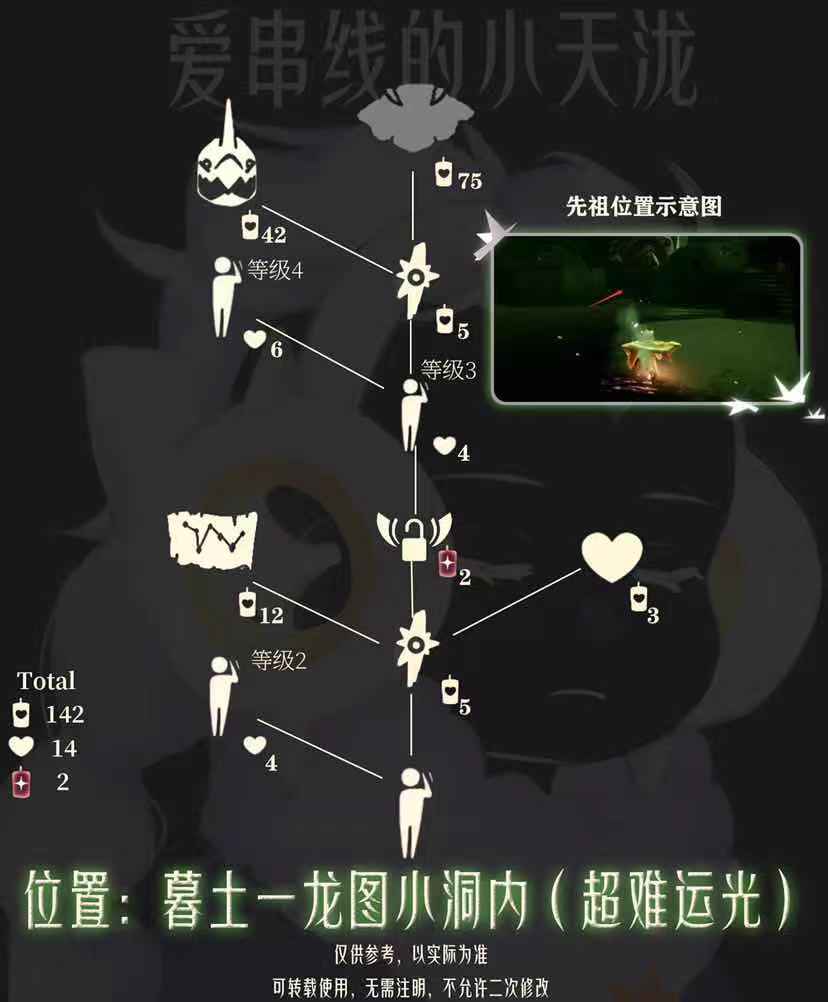 爱串线的小天泷
75
先祖位置示意图
42
等级4
5
6
等级3
4
2
12
3
等级2
5
Total
142
4
14
2
位置：暮土一龙图小洞内（超难运光）
仅供参考，以实际为准
可转载使用，无需注明，不允许二次修改